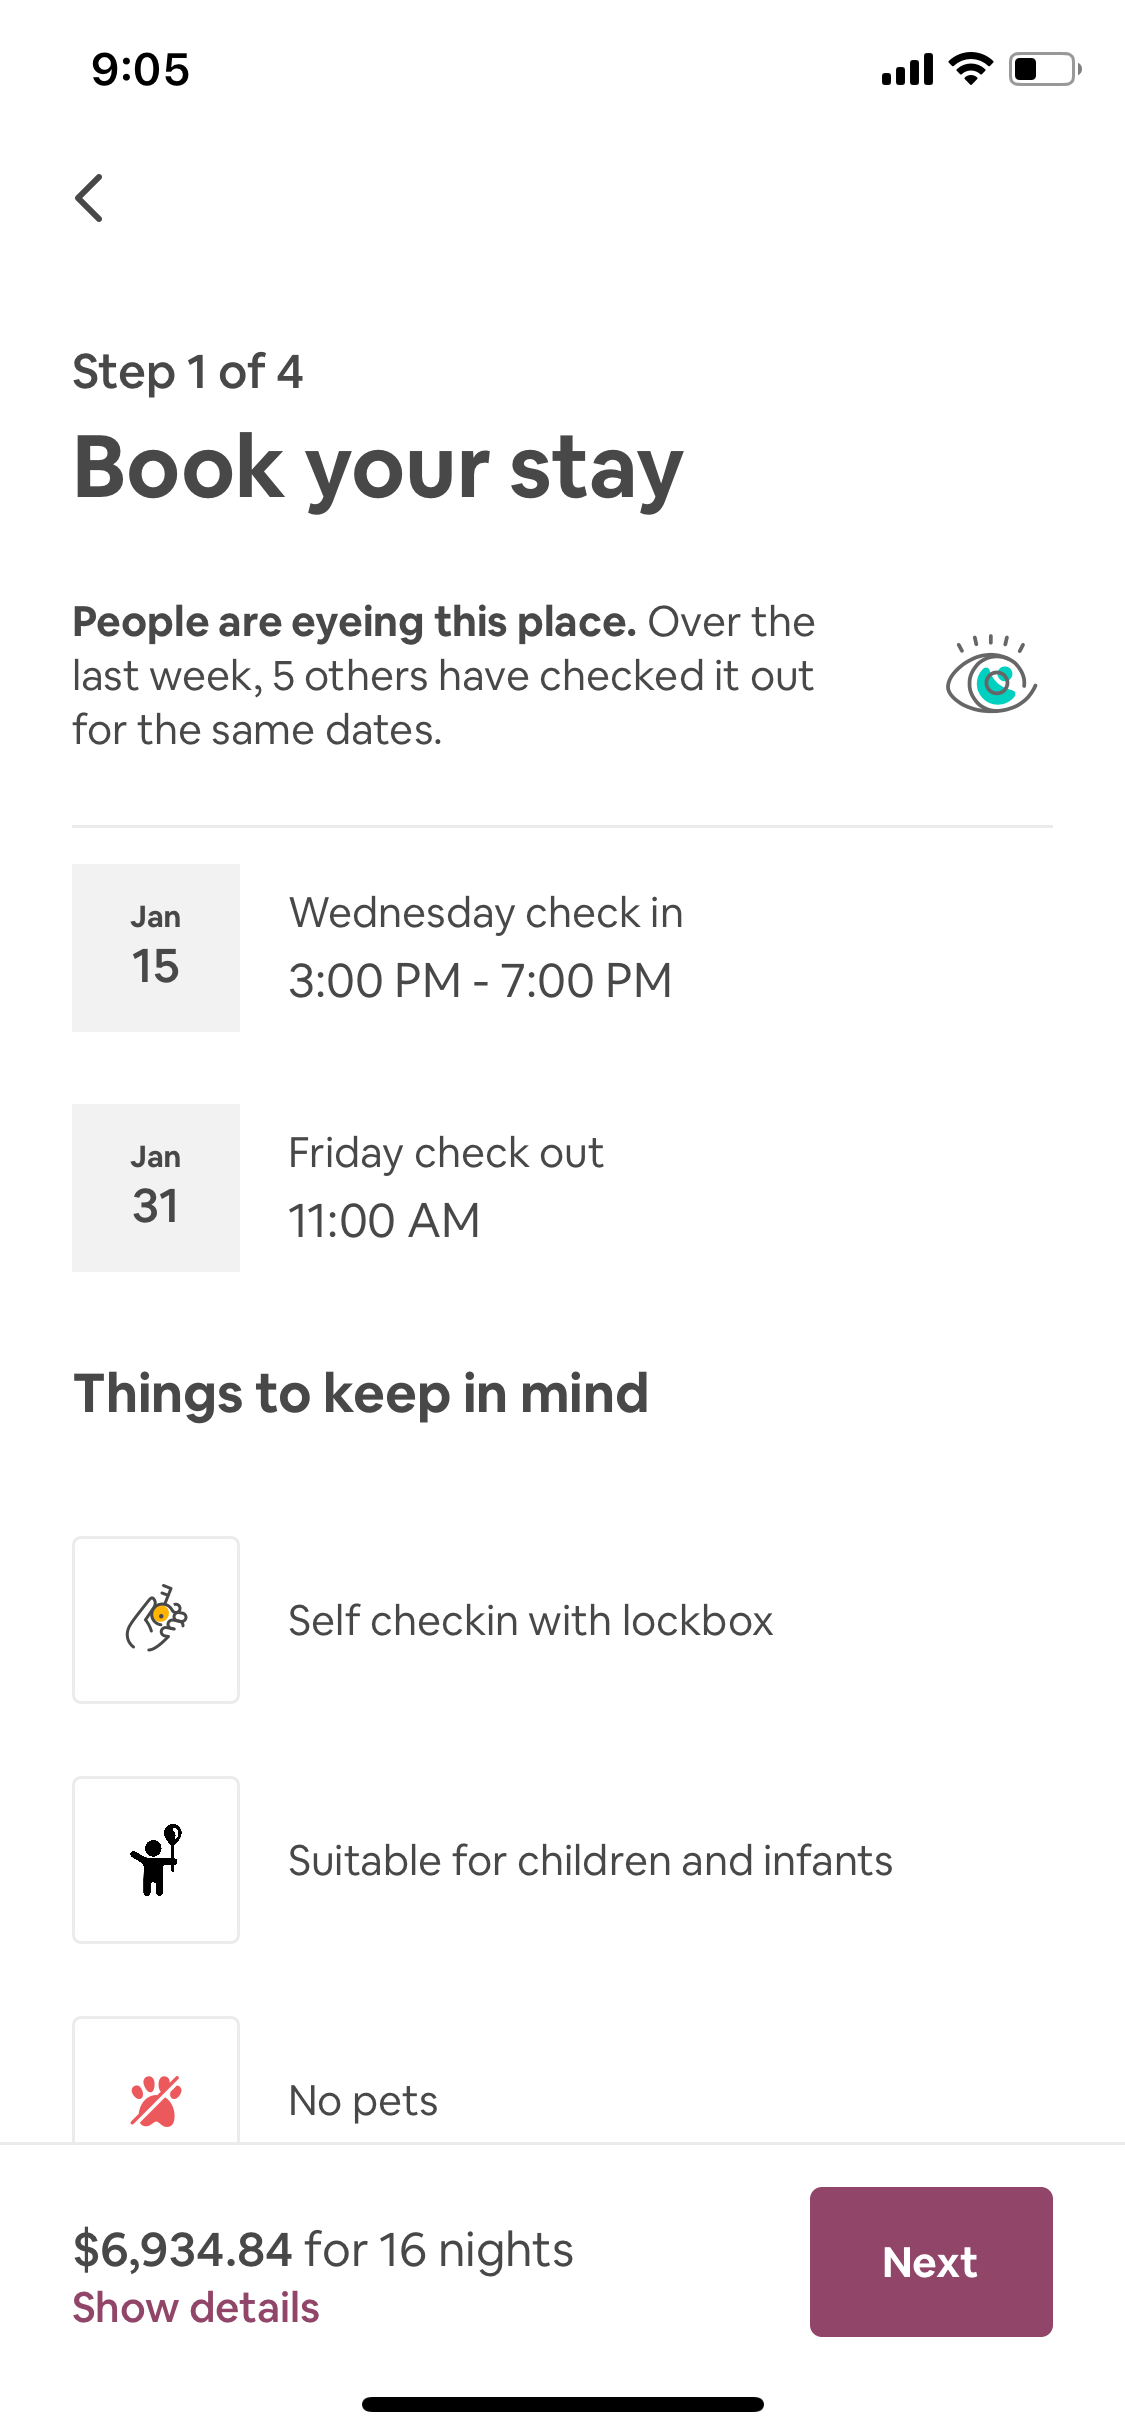 9:05
Step 1 of 4
Book your stay
People are eyeing this place. Over the
last week, 5 others have checked it out
for the same dates.
Jan
15
Wednesday check in
3:00 PM - 7:00 PM
Jan
31
Friday check out
11:00 AM
Things to keep in mind
Self checkin with lockbox
Suitable for children and infants
No pets
$6,934.84 for 16 nights
Show details
Next